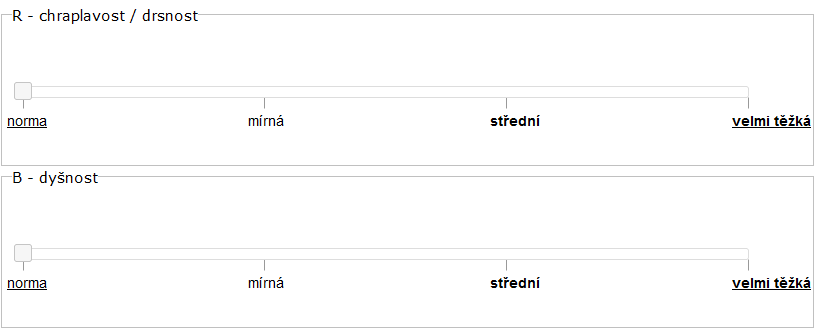 R - chraplavost / drsnost
norma mírná střední velmi těžká
B - dyšnost
norma mírná střední velmi těžká